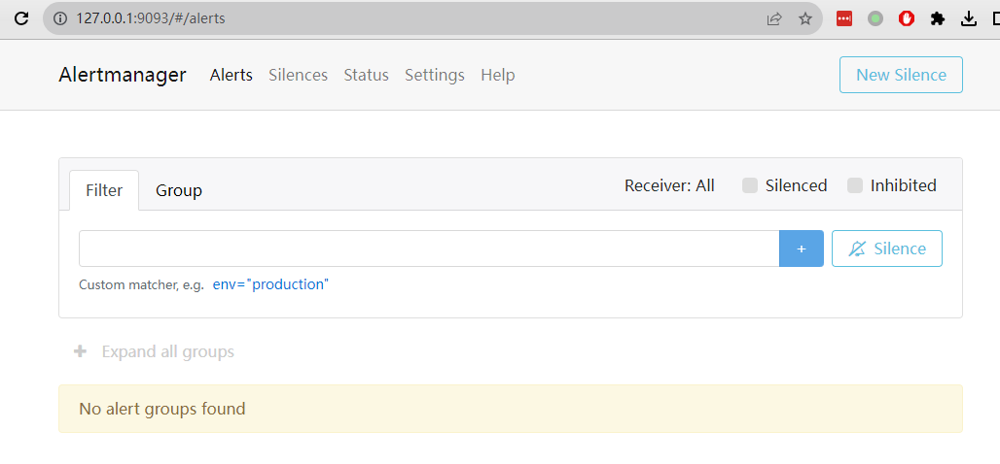 127.0.0.1:9093/#/alerts
Alertmanager Alerts Silences Status Settings Help New Silence
Filter Group Receiver: All Silenced Inhibited
+ Silence
Custom matcher, e.g. env="production"
+ Expand all groups
No alert groups found